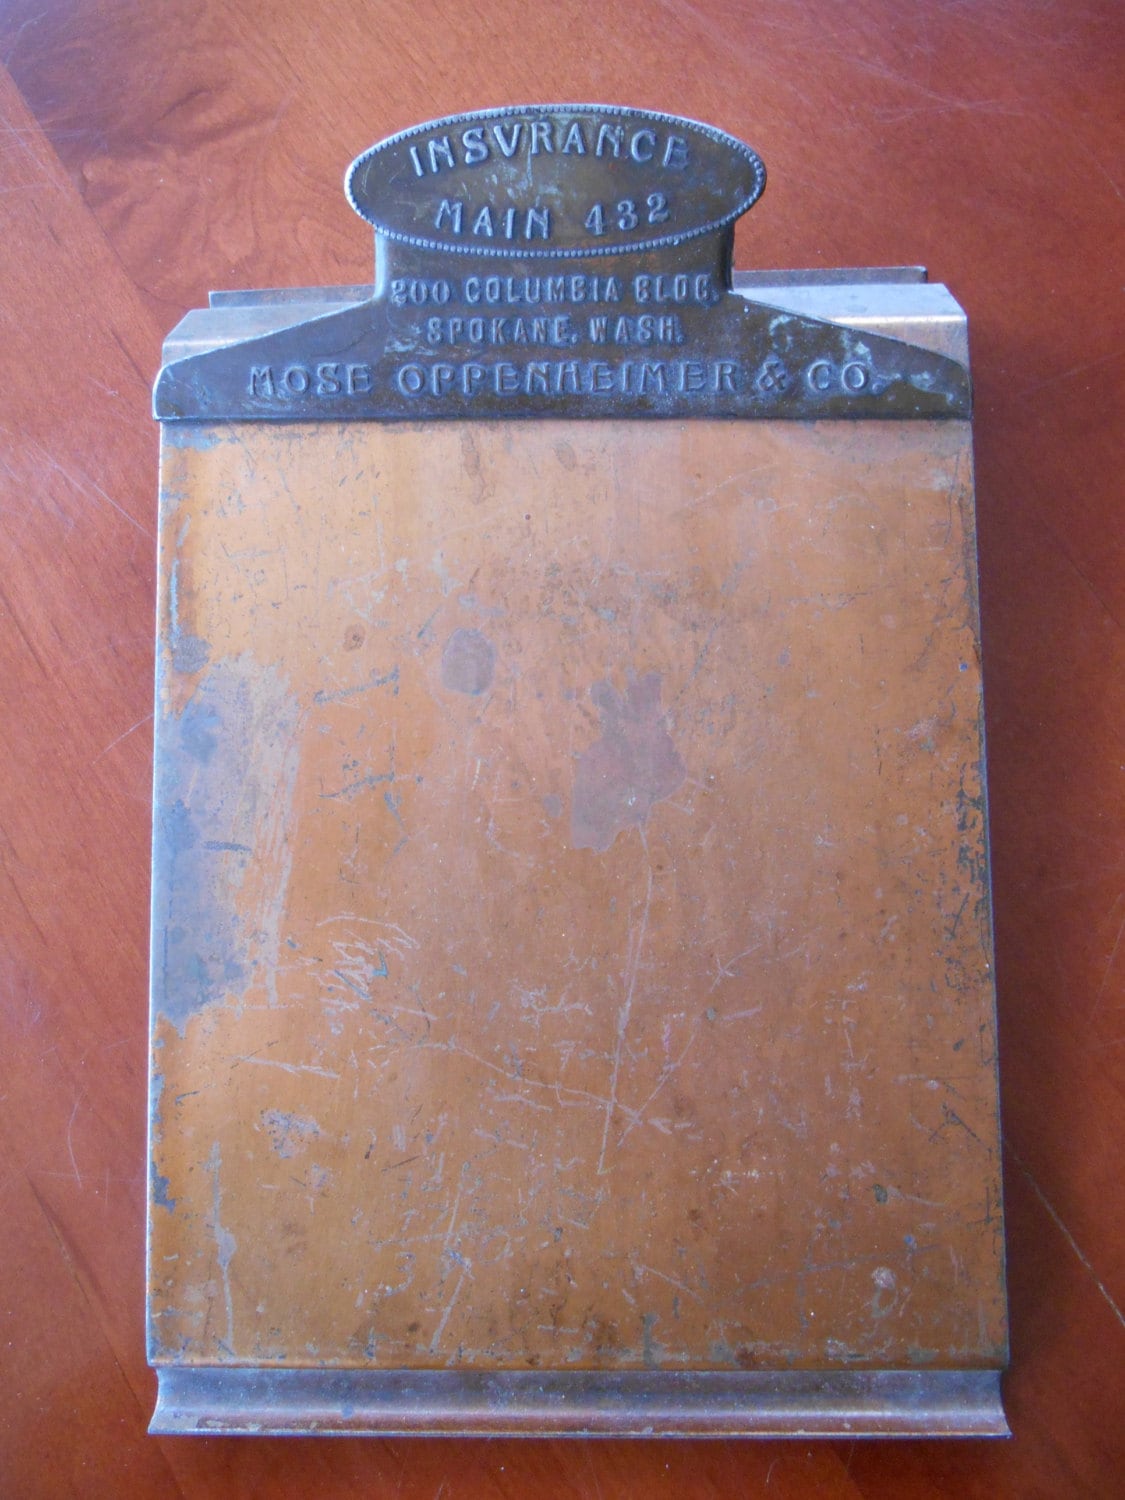 INSVRANCE
MAIN 432
200 COLUMBIA BLDG.
SPOKANE, WASH.
MOSE OPPENHEIMER & CO.